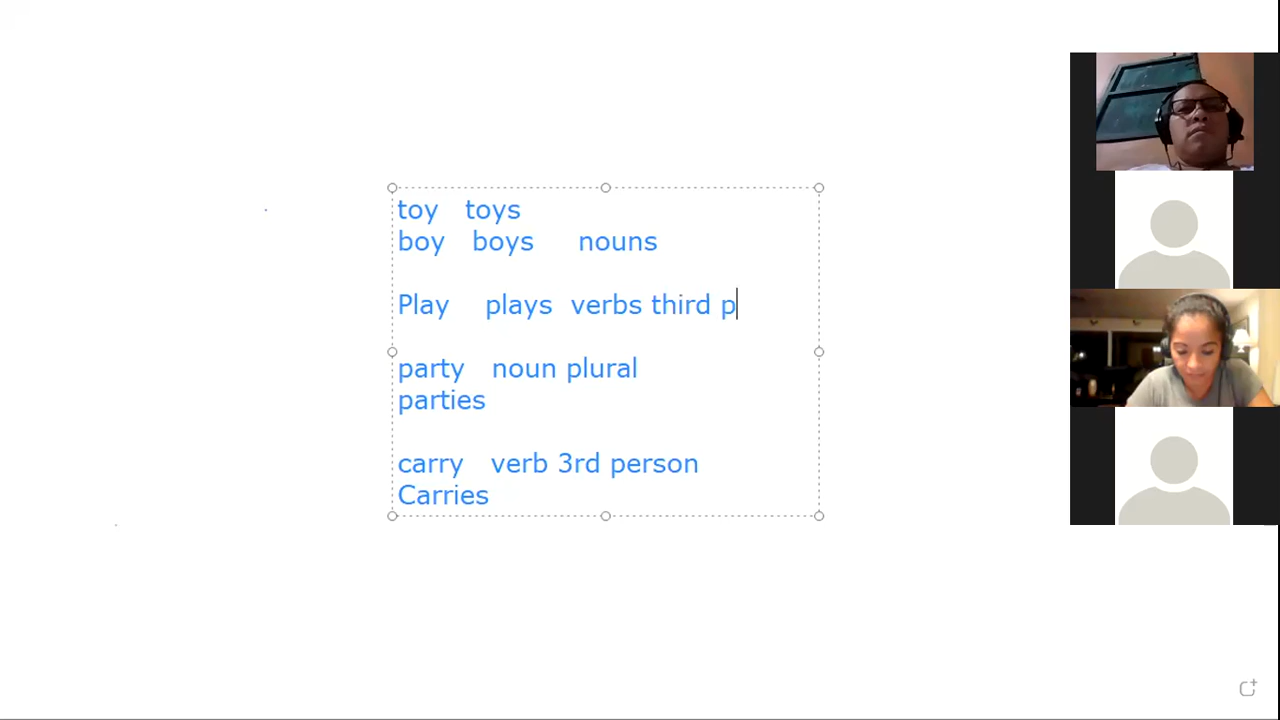 toy toys
boy boys nouns
Play plays verbs third p
party noun plural
parties
carry verb 3rd person
Carries